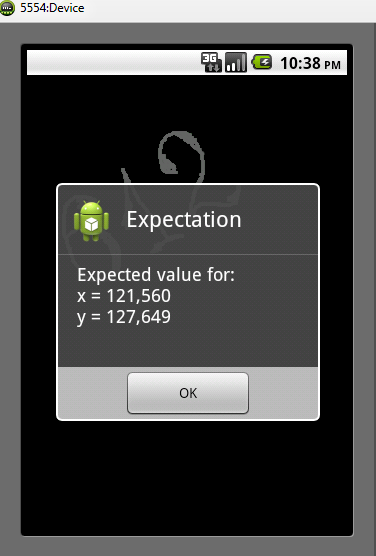 5554:Device
3G 10:38 PM
Expectation
Expected value for:
x = 121,560
y = 127,649
OK